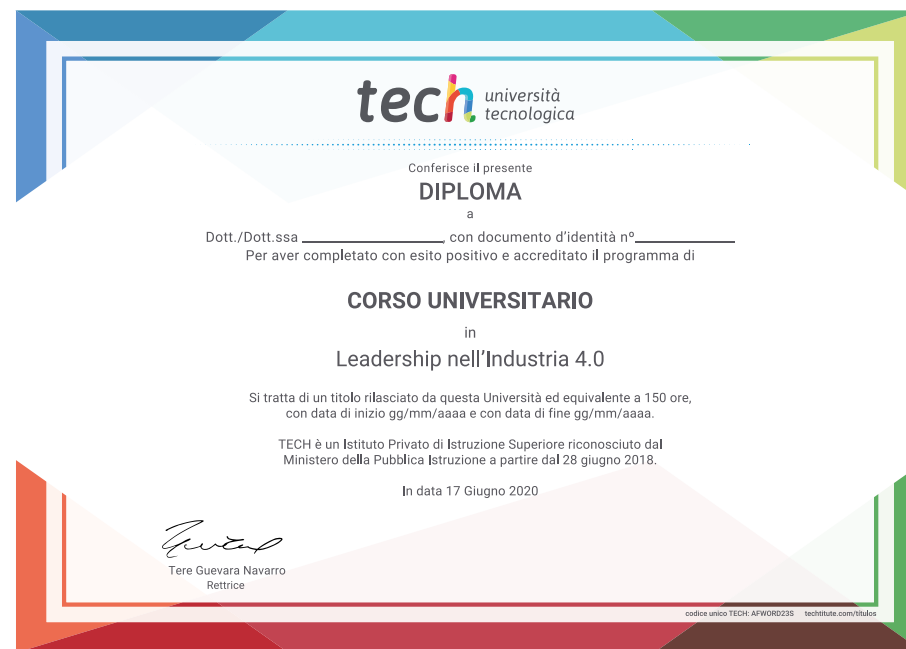 tech università
tecnologica
Conferisce il presente
DIPLOMA
a
Dott./Dott.ssa ________________, con documento d'identità nº____________
Per aver completato con esito positivo e accreditato il programma di
CORSO UNIVERSITARIO
in
Leadership nell'Industria 4.0
Si tratta di un titolo rilasciato da questa Università ed equivalente a 150 ore,
con data di inizio gg/mm/aaaa e con data di fine gg/mm/aaaa.
TECH è un Istituto Privato di Istruzione Superiore riconosciuto dal
Ministero della Pubblica Istruzione a partire dal 28 giugno 2018.
In data 17 Giugno 2020
Tere Guevara Navarro
Rettrice
codice unico TECH: AFWORD23S techtitute.com/títulos